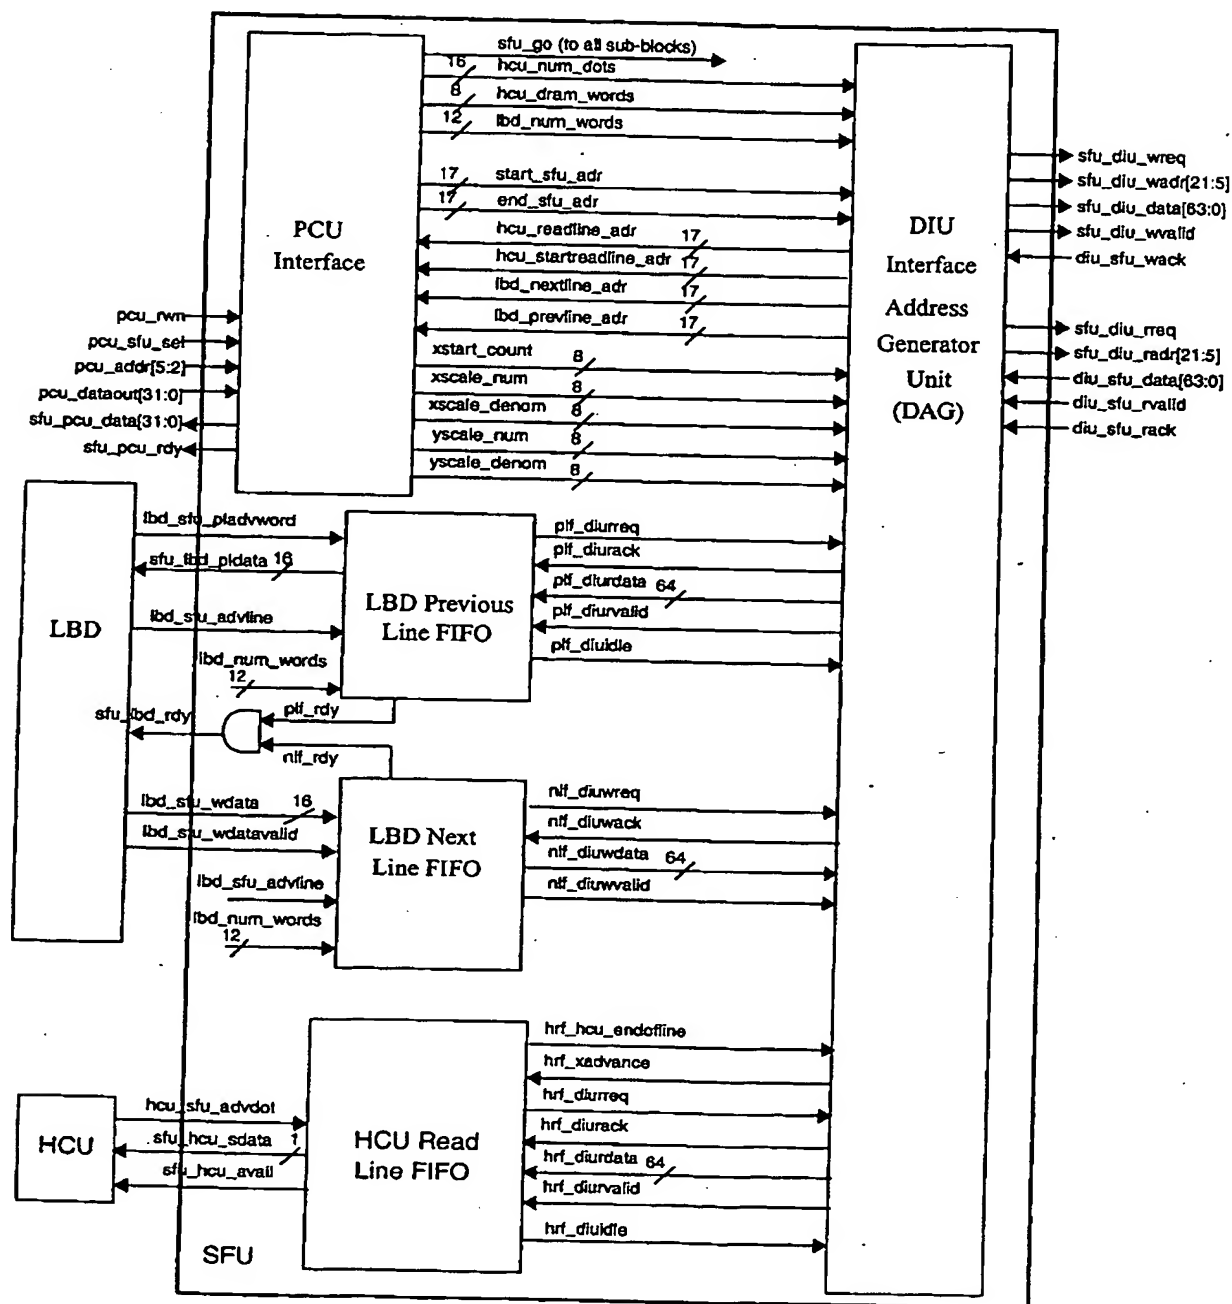 sfu_go (to all sub-blocks)
16 hcu_num_dots
8 hcu_dram_words
12 lbd_num_words
17 start_sfu_adr
17 end_sfu_adr
hcu_readline_adr 17
hcu_startreadline_adr 17
lbd_nextline_adr 17
lbd_prevline_adr 17
xstart_count 8
xscale_num 8
xscale_denom 8
yscale_num 8
yscale_denom 8
PCU
Interface
DIU
Interface
Address
Generator
Unit
(DAG)
sfu_diu_wreq
sfu_diu_wadr[21:5]
sfu_diu_data[63:0]
sfu_diu_wvalid
diu_sfu_wack
sfu_diu_rreq
sfu_diu_radr[21:5]
diu_sfu_data[63:0]
diu_sfu_rvalid
diu_sfu_rack
pcu_rwn
pcu_sfu_sel
pcu_addr[5:2]
pcu_dataout[31:0]
sfu_pcu_data[31:0]
sfu_pcu_rdy
LBD
lbd_sfu_pladvword
sfu_lbd_pldata 16
lbd_sfu_advline
lbd_num_words
12
LBD Previous
Line FIFO
plf_diurreq
plf_diurack
plf_diurdata 64
plf_diurvalid
plf_diuidle
plf_rdy
sfu_lbd_rdy
nlf_rdy
lbd_sfu_wdata 16
lbd_sfu_wdatavalid
lbd_sfu_advline
lbd_num_words
12
LBD Next
Line FIFO
nlf_diuwreq
nlf_diuwack
nlf_diuwdata 64
nlf_diuwvalid
HCU
hcu_sfu_advdot
sfu_hcu_sdata 1
sfu_hcu_avail
HCU Read
Line FIFO
hrf_hcu_endofline
hrf_xadvance
hrf_diurreq
hrf_diurack
hrf_diurdata 64
hrf_diurvalid
hrf_diuidle
SFU